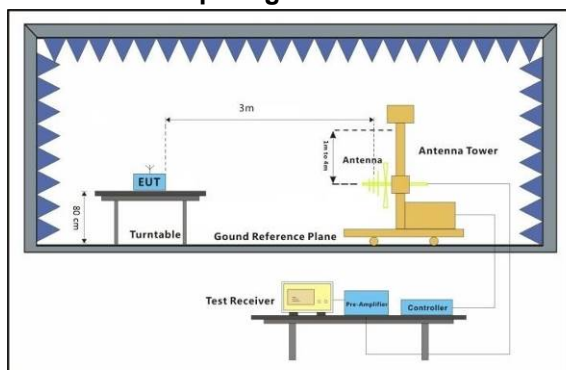 3m
1m to 4m
Antenna
Antenna Tower
EUT
80 cm
Turntable
Gound Reference Plane
Test Receiver
Pre-Amplifier
Controller